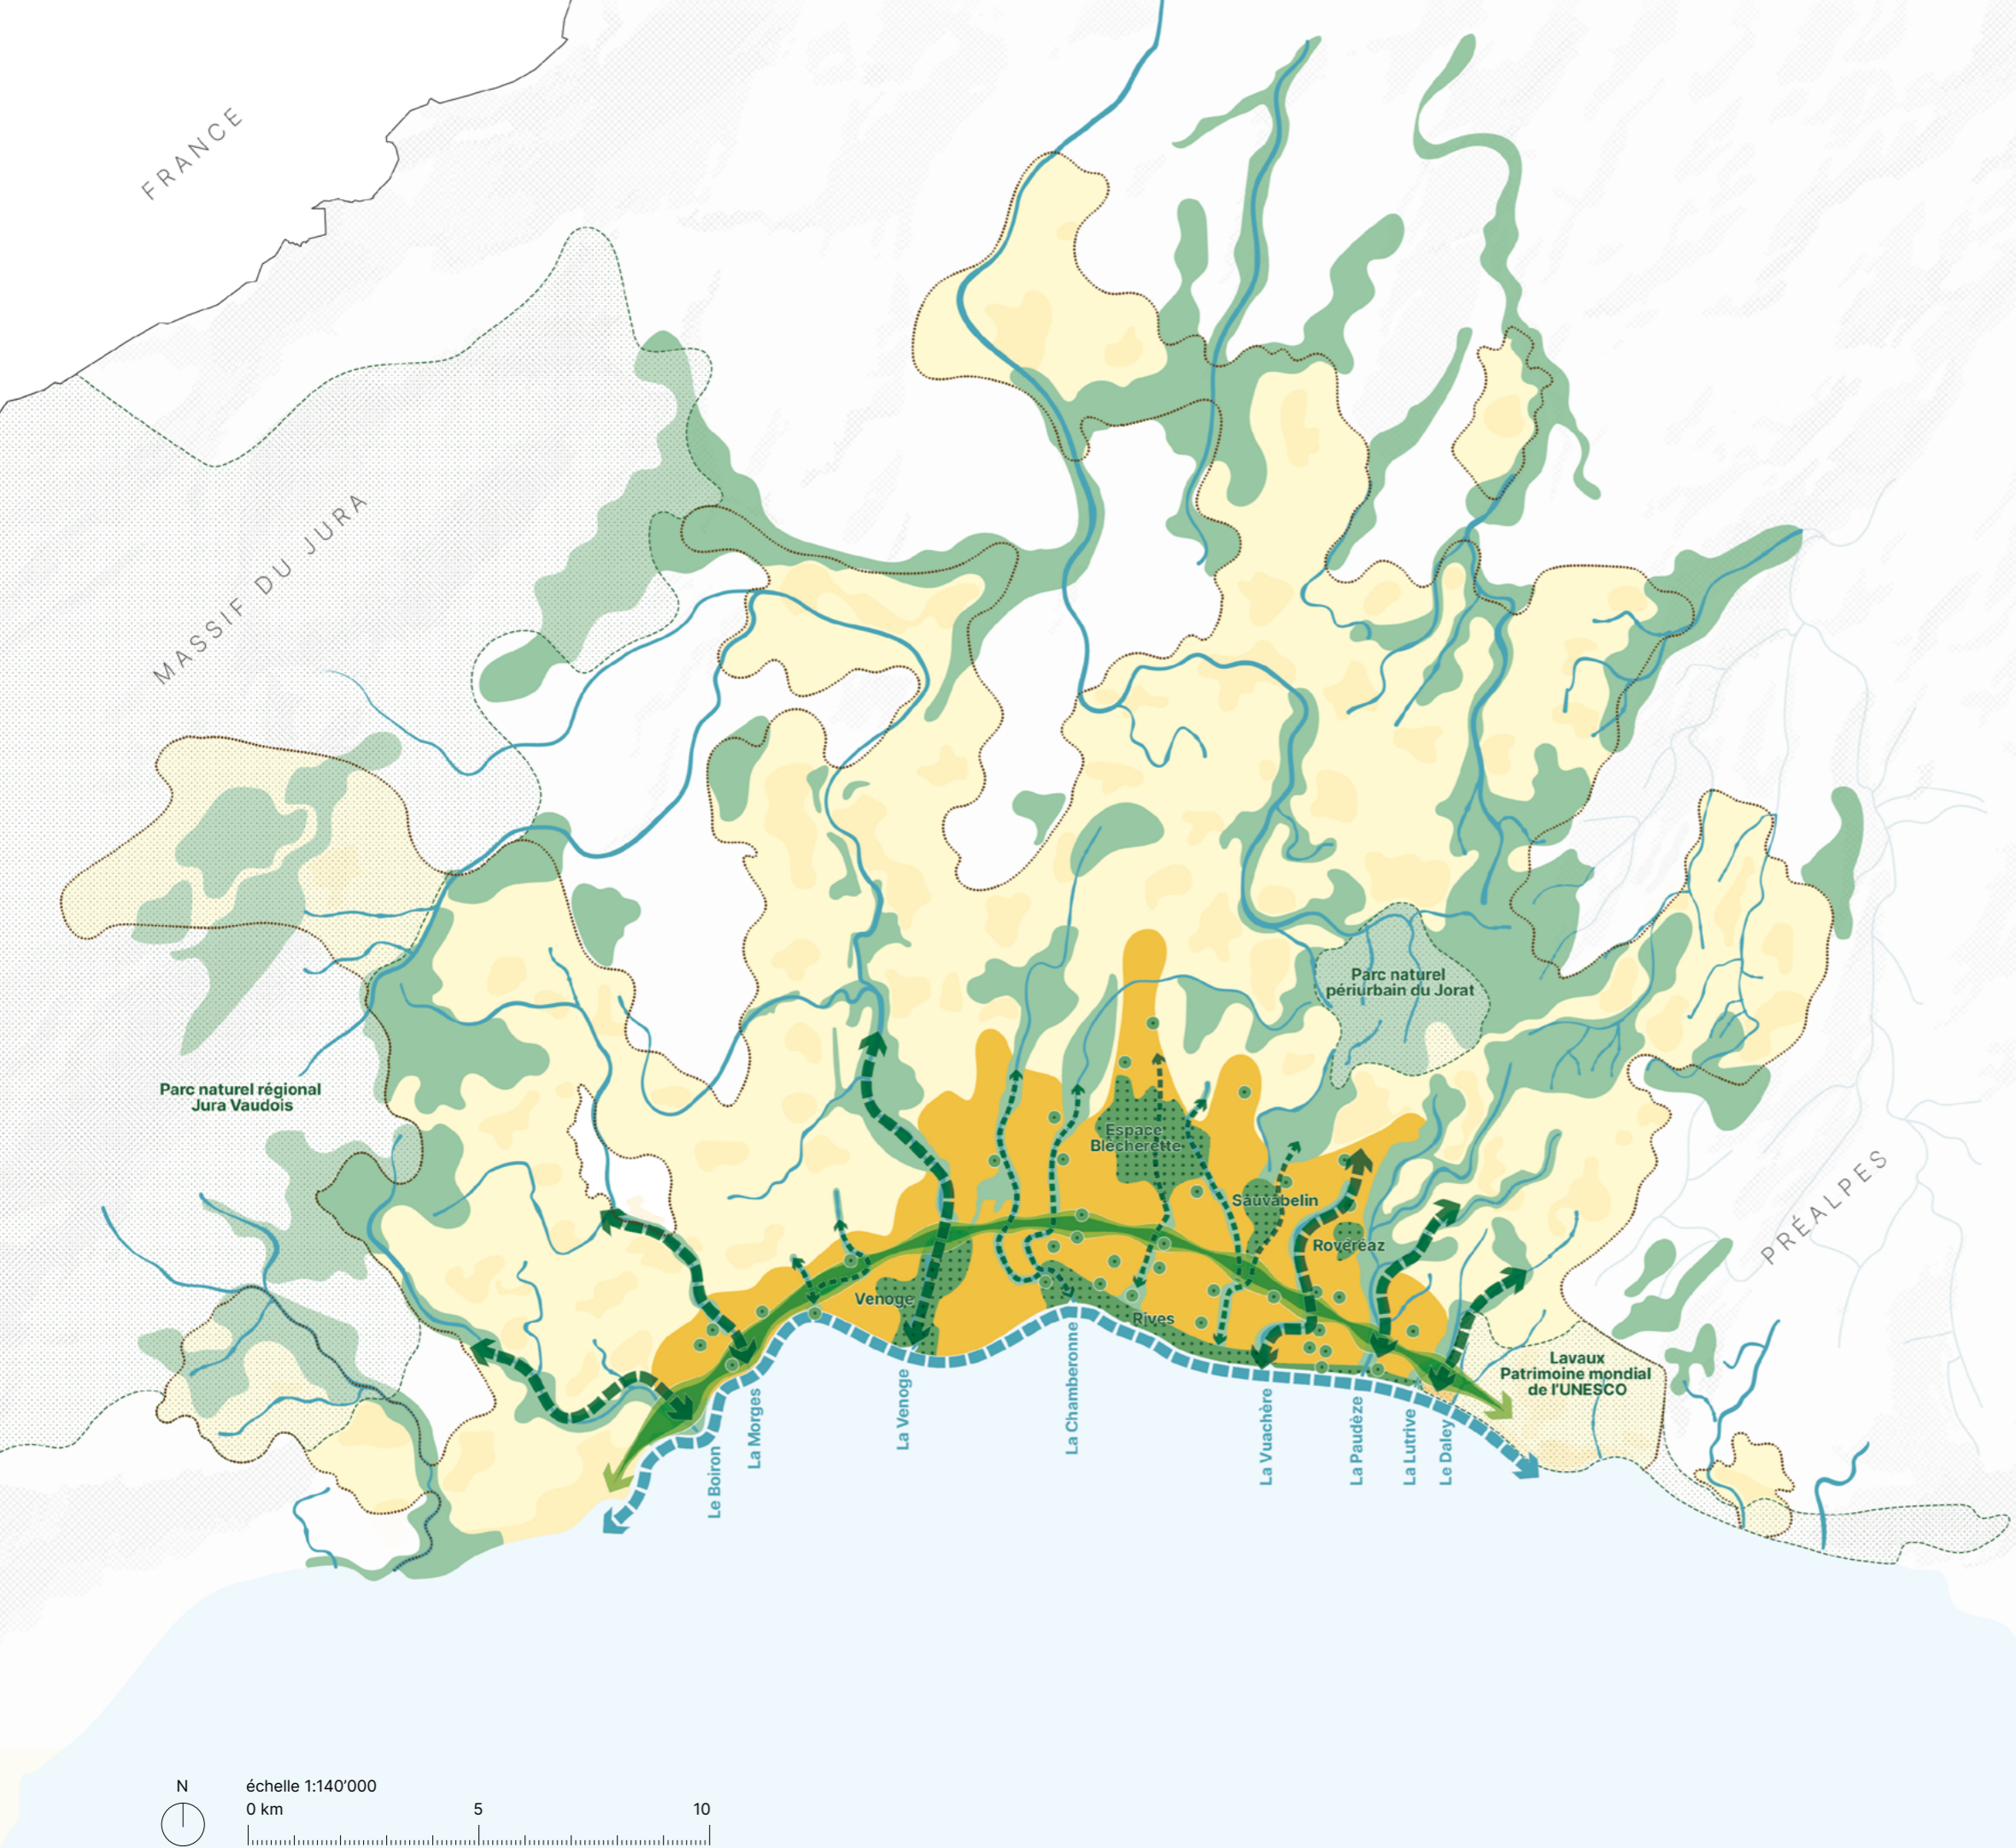 FRANCE
MASSIF DU JURA
Parc naturel
périurbain du Jorat
Parc naturel régional
Jura Vaudois
Espace
Blécherette
PRÉALPES
Sauvabelin
Rovéréaz
Venoge
Rives
Lavaux
Patrimoine mondial
de l'UNESCO
Le Boiron
La Morges
La Venoge
La Chamberonne
La Vuachère
La Paudèze
La Lutrive
Le Daley
N
échelle 1:140'000
0 km 5 10